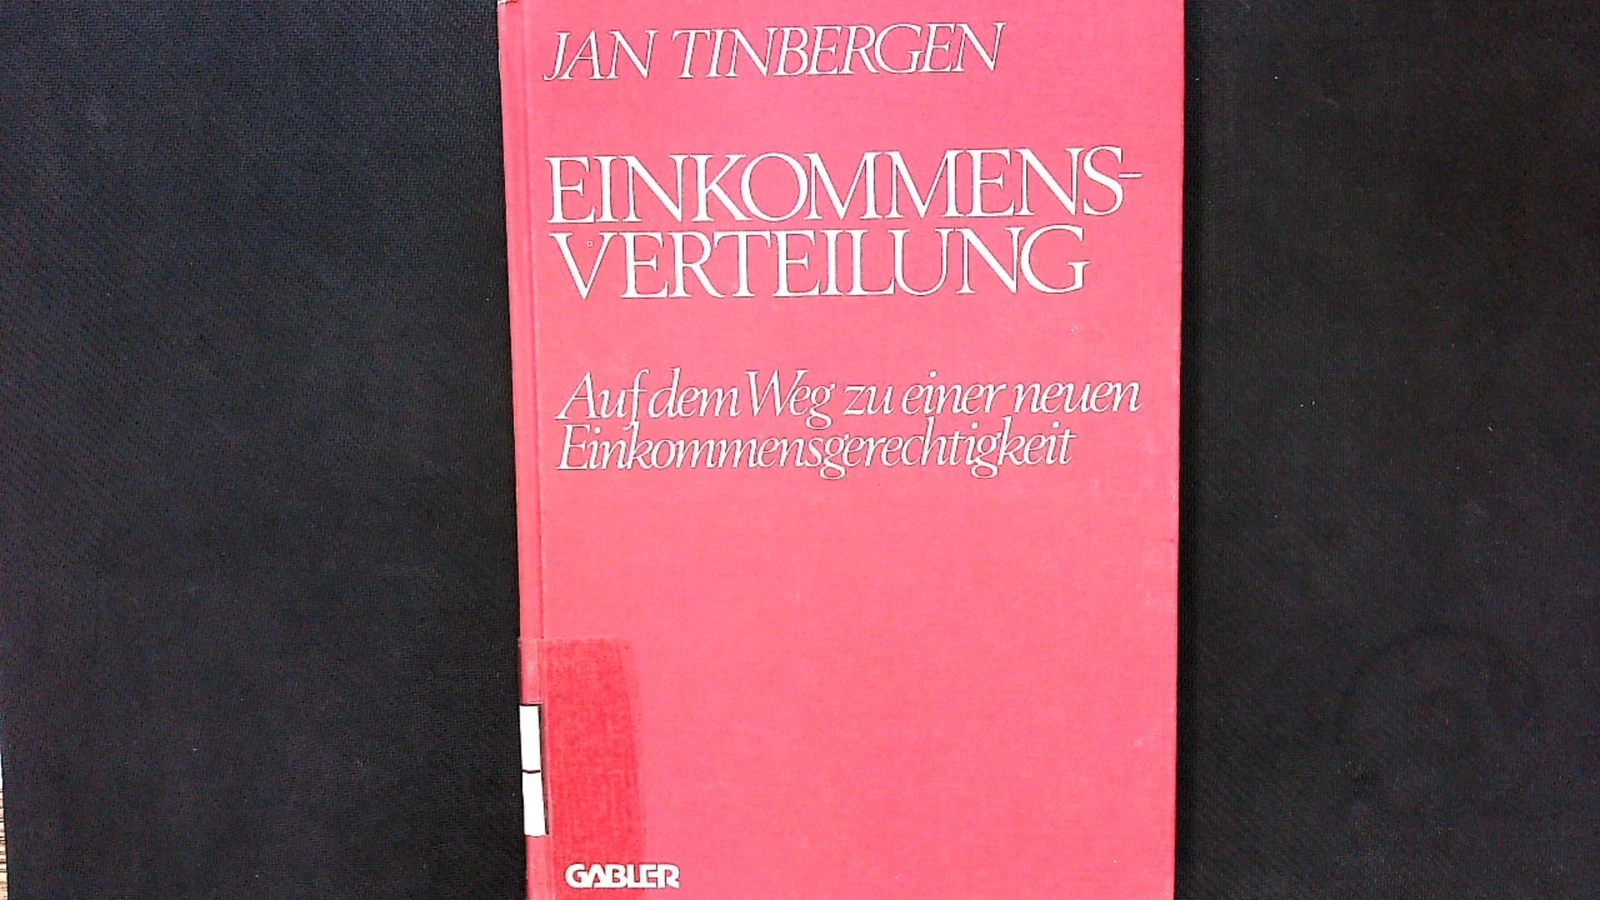 JAN TINBERGEN
EINKOMMENS-
VERTEILUNG
Auf dem Weg zu einer neuen
Einkommensgerechtigkeit
GABLER